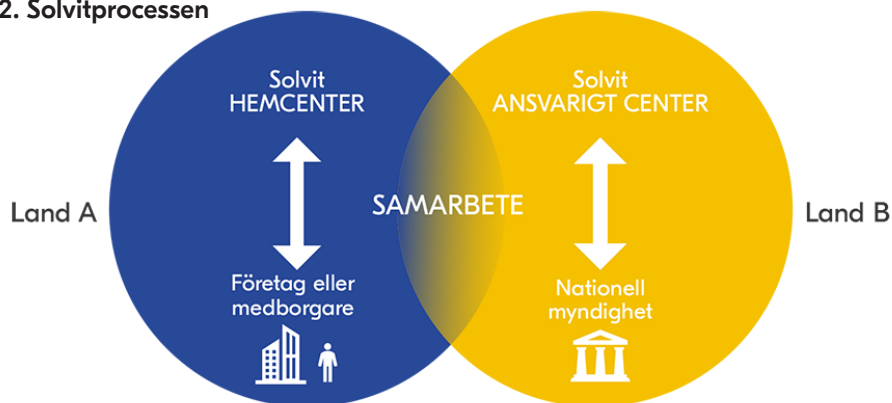 2. Solvitprocessen
Solvit
HEMCENTER
Solvit
ANSVARIGT CENTER
Land A
SAMARBETE
Land B
Företag eller
medborgare
Nationell
myndighet